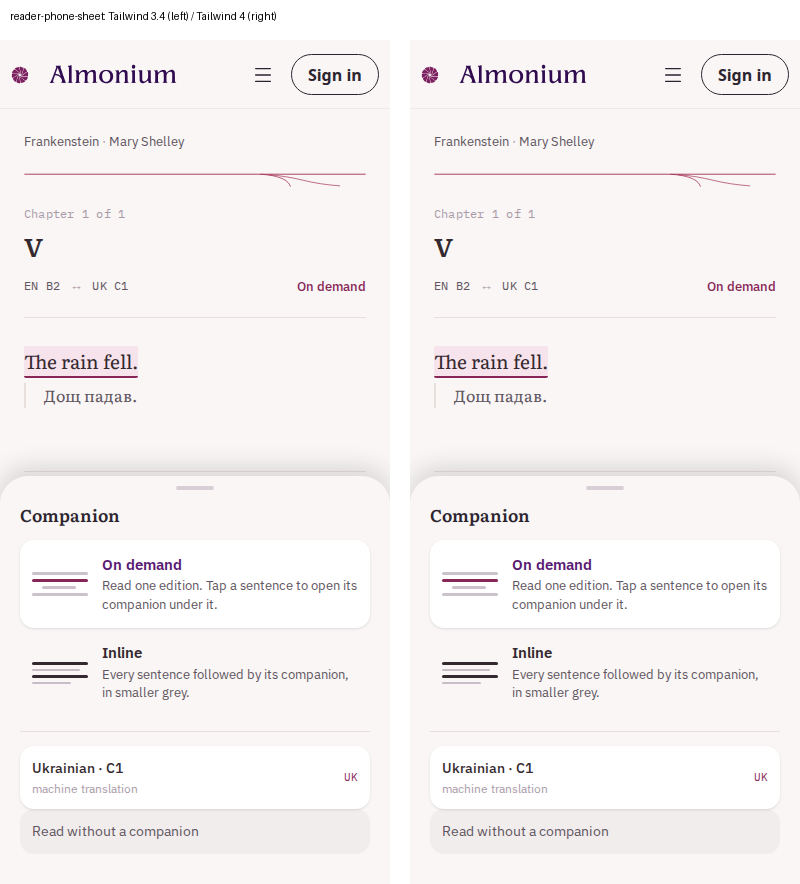 reader-phone-sheet: Tailwind 3.4 (left) / Tailwind 4 (right)
Almonium
Sign in
Frankenstein · Mary Shelley
Chapter 1 of 1
V
EN B2 ↔ UK C1
On demand
The rain fell.
Дощ падав.
Companion
On demand
Read one edition. Tap a sentence to open its
companion under it.
Inline
Every sentence followed by its companion,
in smaller grey.
Ukrainian · C1
machine translation
UK
Read without a companion
Almonium
Sign in
Frankenstein · Mary Shelley
Chapter 1 of 1
V
EN B2 ↔ UK C1
On demand
The rain fell.
Дощ падав.
Companion
On demand
Read one edition. Tap a sentence to open its
companion under it.
Inline
Every sentence followed by its companion,
in smaller grey.
Ukrainian · C1
machine translation
UK
Read without a companion